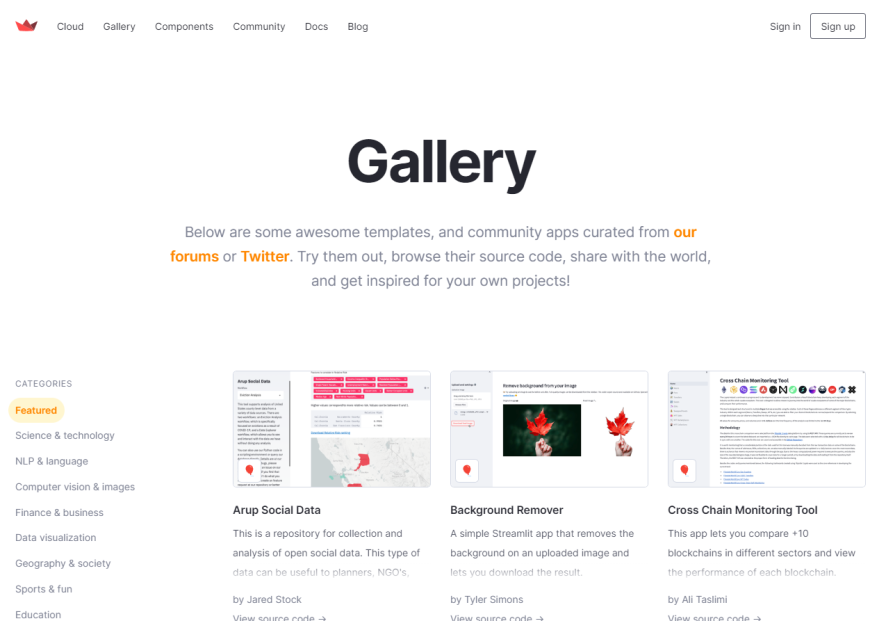 Cloud Gallery Components Community Docs Blog Sign in Sign up
Gallery
Below are some awesome templates, and community apps curated from our
forums or Twitter. Try them out, browse their source code, share with the world,
and get inspired for your own projects!
CATEGORIES
Featured
Science & technology
NLP & language
Computer vision & images
Finance & business
Data visualization
Geography & society
Sports & fun
Education
Arup Social Data
Arup Social Data
This is a repository for collection and
analysis of open social data. This type of
data can be useful to planners, NGO's,
by Jared Stock
View source code →
Remove background from your image
Background Remover
A simple Streamlit app that removes the
background on an uploaded image and
lets you download the result.
by Tyler Simons
View source code →
Cross Chain Monitoring Tool
Cross Chain Monitoring Tool
This app lets you compare +10
blockchains in different sectors and view
the performance of each blockchain.
by Ali Taslimi
View source code →